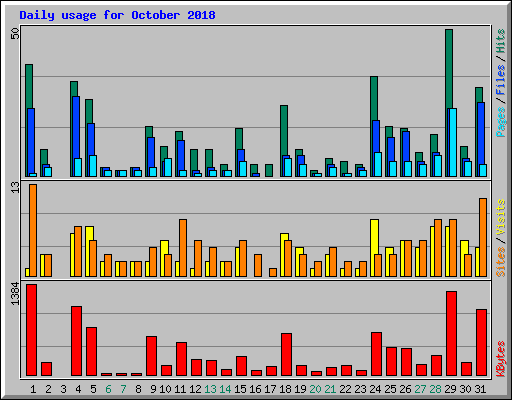 Daily usage for October 2018
50
Pages / Files / Hits
13
Sites / Visits
1384
KBytes
1 2 3 4 5 6 7 8 9 10 11 12 13 14 15 16 17 18 19 20 21 22 23 24 25 26 27 28 29 30 31